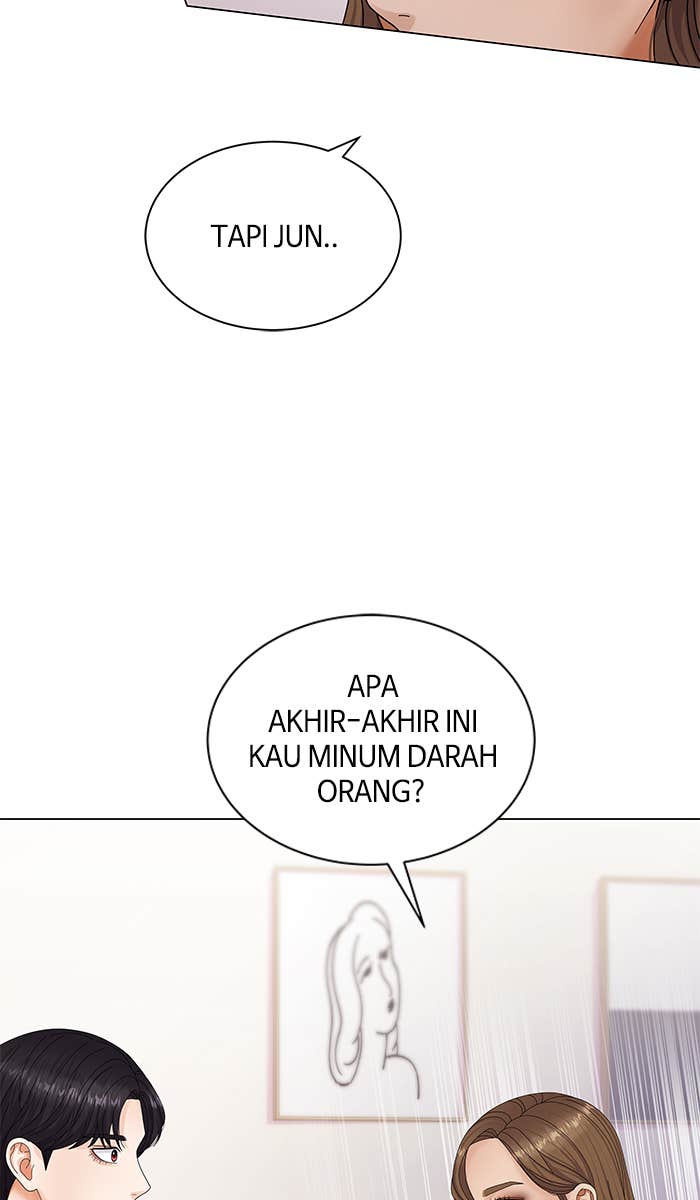 TAPI JUN..
APA
AKHIR-AKHIR INI
KAU MINUM DARAH
ORANG?